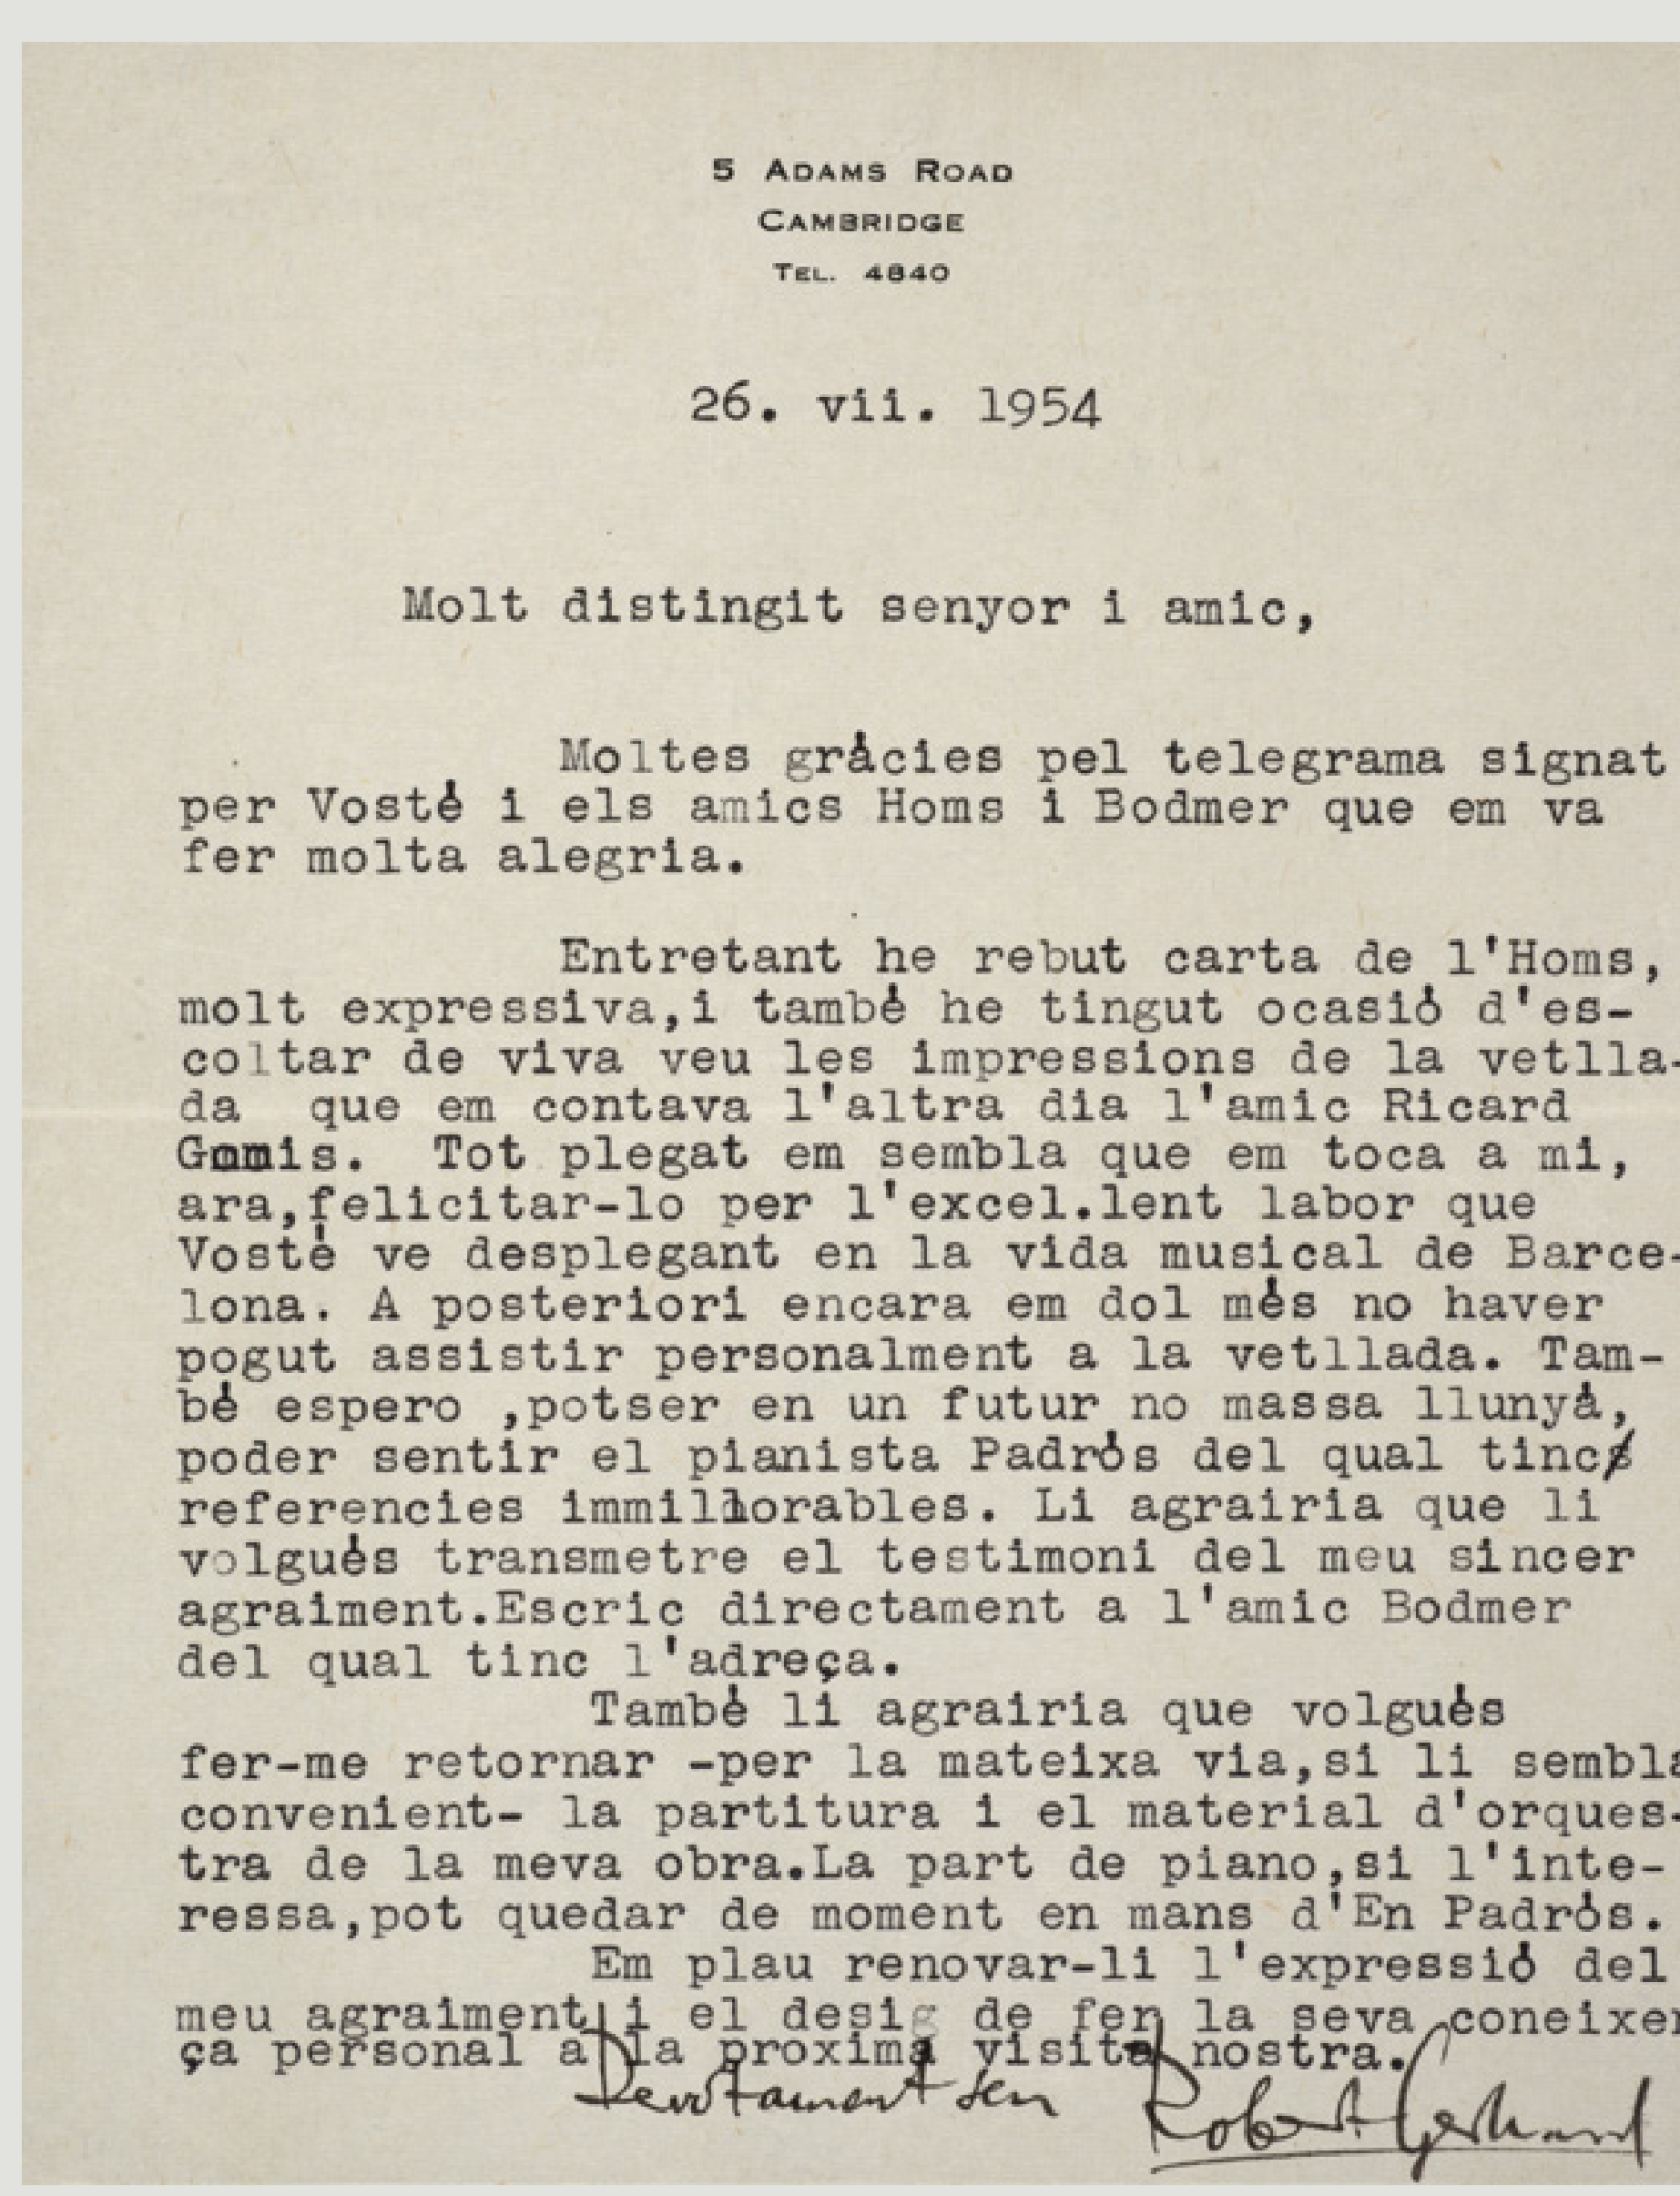 5 ADAMS ROAD
CAMBRIDGE
TEL. 4840
26. vii. 1954
Molt distingit senyor i amic,
Moltes gràcies pel telegrama signat
per Vosté i els amics Homs i Bodmer que em va
fer molta alegria.
Entretant he rebut carta de l'Homs,
molt expressiva,i també he tingut ocasió d'es-
coltar de viva veu les impressions de la vetlla-
da que em contava l'altra dia l'amic Ricard
Gomis. Tot plegat em sembla que em toca a mi,
ara,felicitar-lo per l'excel.lent labor que
Vosté ve desplegant en la vida musical de Barce-
lona. A posteriori encara em dol més no haver
pogut assistir personalment a la vetllada. Tam-
bé espero ,potser en un futur no massa llunyà,
poder sentir el pianista Padrós del qual tinc
referencies immillorables. Li agrairia que li
volgués transmetre el testimoni del meu sincer
agraiment.Escric directament a l'amic Bodmer
del qual tinc l'adreça.
També li agrairia que volgués
fer-me retornar -per la mateixa via,si li sembla
convenient- la partitura i el material d'orques-
tra de la meva obra.La part de piano,si l'inte-
ressa,pot quedar de moment en mans d'En Padrós.
Em plau renovar-li l'expressió del
meu agraiment i el desig de fer la seva coneixen
ça personal a la proxima visita nostra.
Devotament seu Robert Gerhard